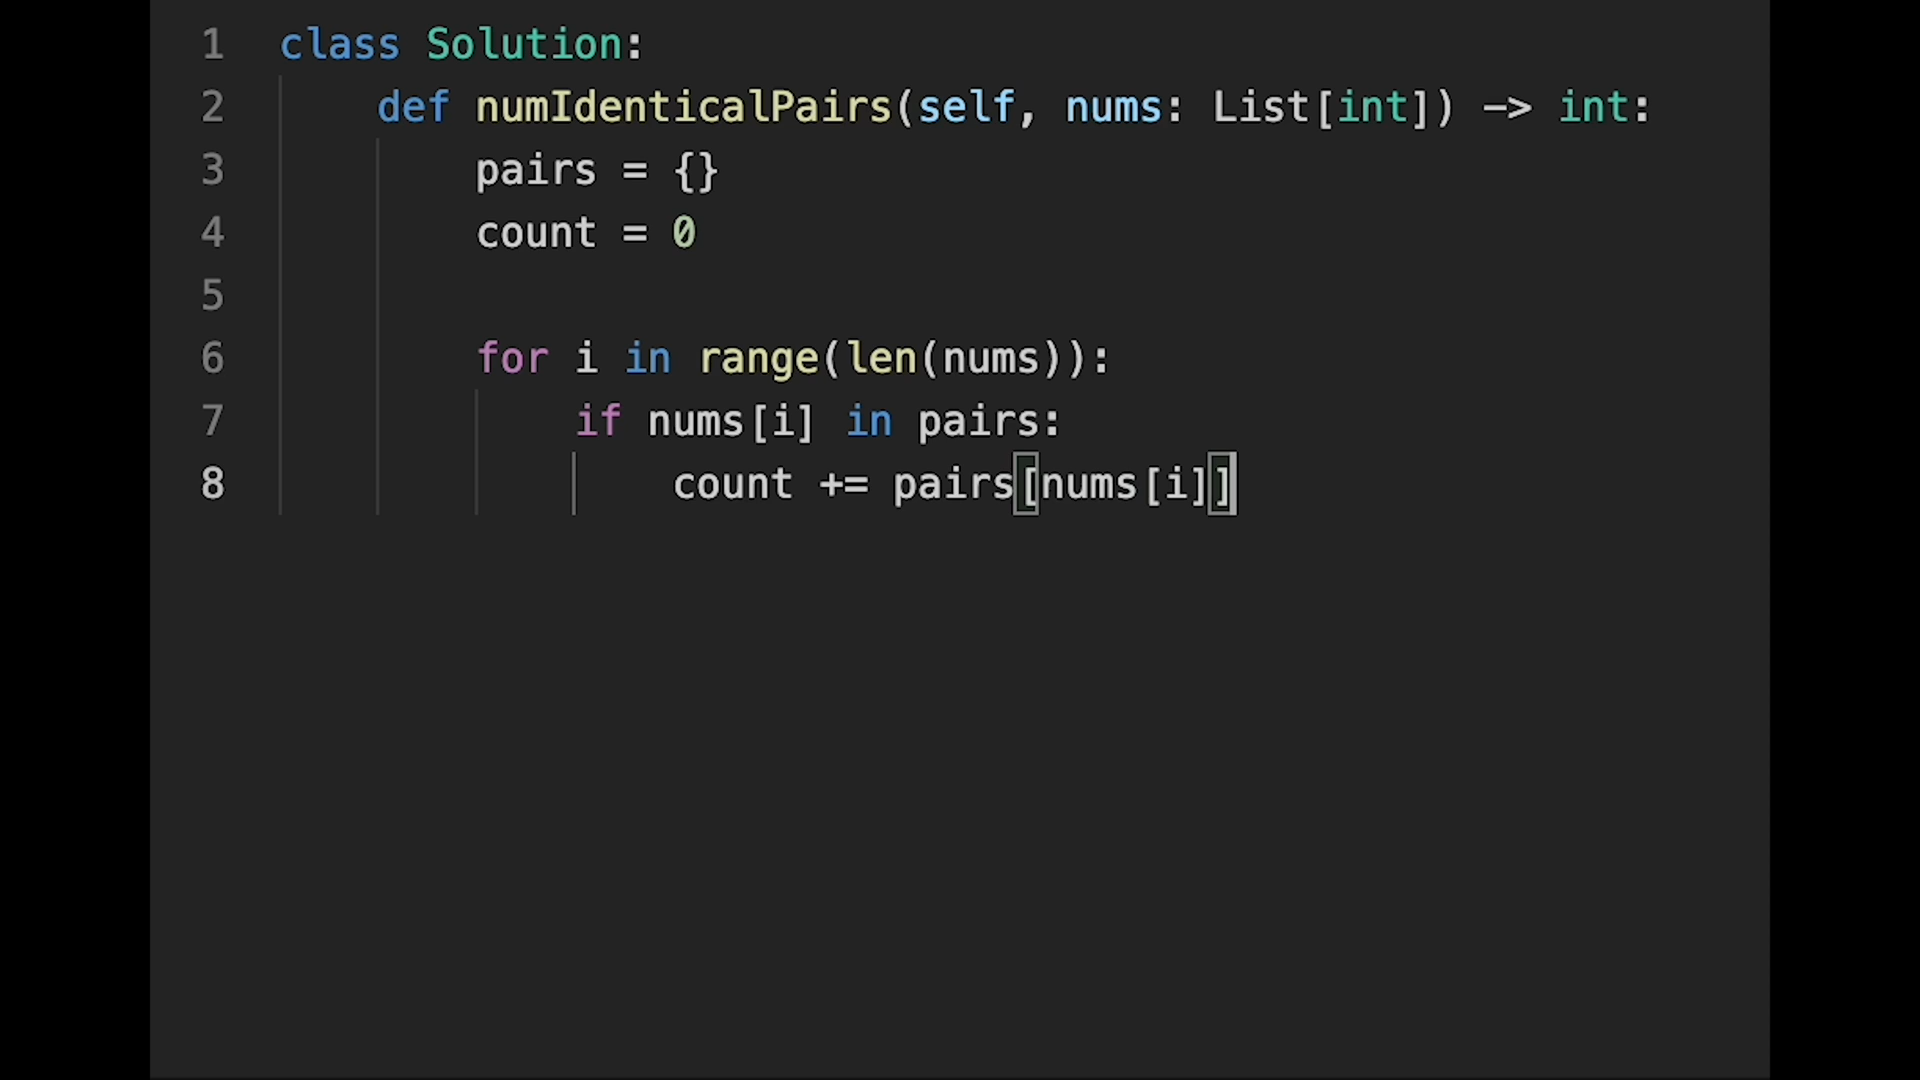 1 class Solution:
2     def numIdenticalPairs(self, nums: List[int]) -> int:
3         pairs = {}
4         count = 0
5
6         for i in range(len(nums)):
7             if nums[i] in pairs:
8                 count += pairs[nums[i]]